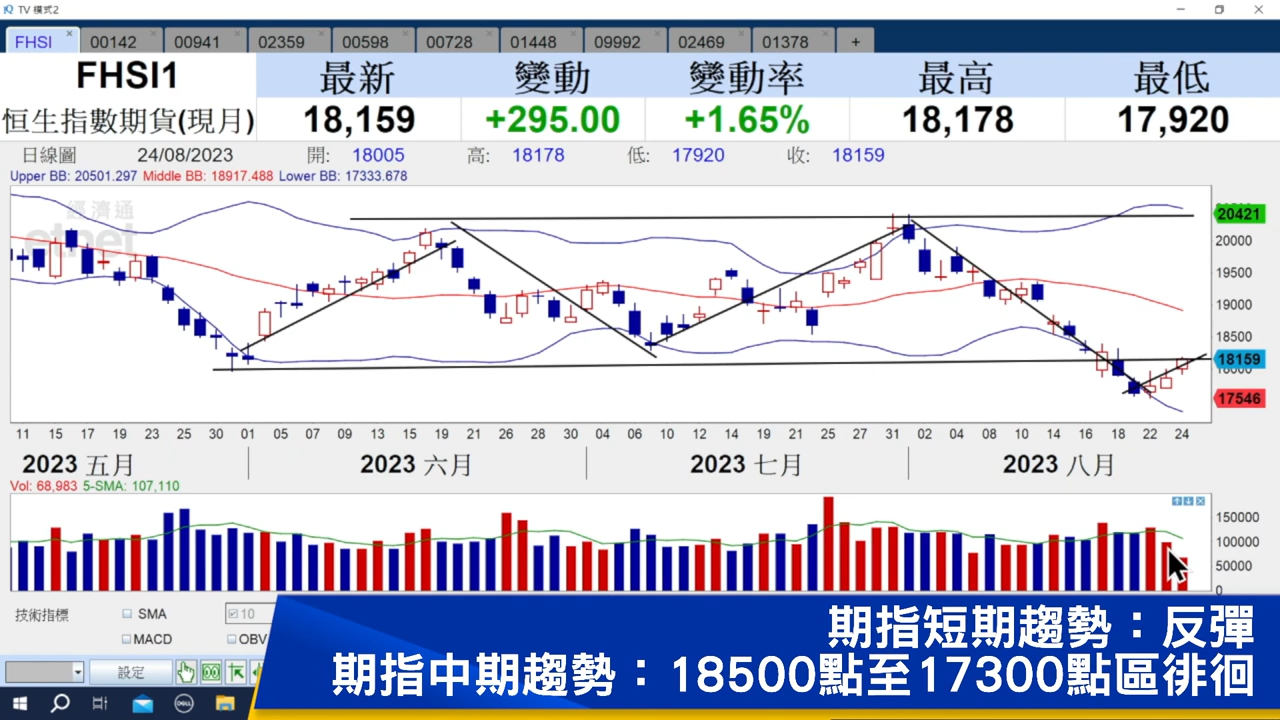 TV 模式2
FHSI 00142 00941 02359 00598 00728 01448 09992 02469 01378 +
FHSI1 最新 變動 變動率 最高 最低
恒生指數期貨(現月) 18,159 +295.00 +1.65% 18,178 17,920
日線圖 24/08/2023 開: 18005 高: 18178 低: 17920 收: 18159
Upper BB: 20501.297 Middle BB: 18917.488 Lower BB: 17333.678
經濟通
etnet
20421
20000
19500
19000
18500
18159
18000
17546
11 15 17 19 23 25 30 01 05 07 09 13 15 19 21 26 28 30 04 06 10 12 14 19 21 25 27 31 02 04 08 10 14 16 18 22 24
2023 五月 2023 六月 2023 七月 2023 八月
Vol: 68,983 5-SMA: 107,110
150000
100000
50000
0
技術指標 SMA 10
MACD OBV
設定
DELL
期指短期趨勢：反彈
期指中期趨勢：18500點至17300點區徘徊